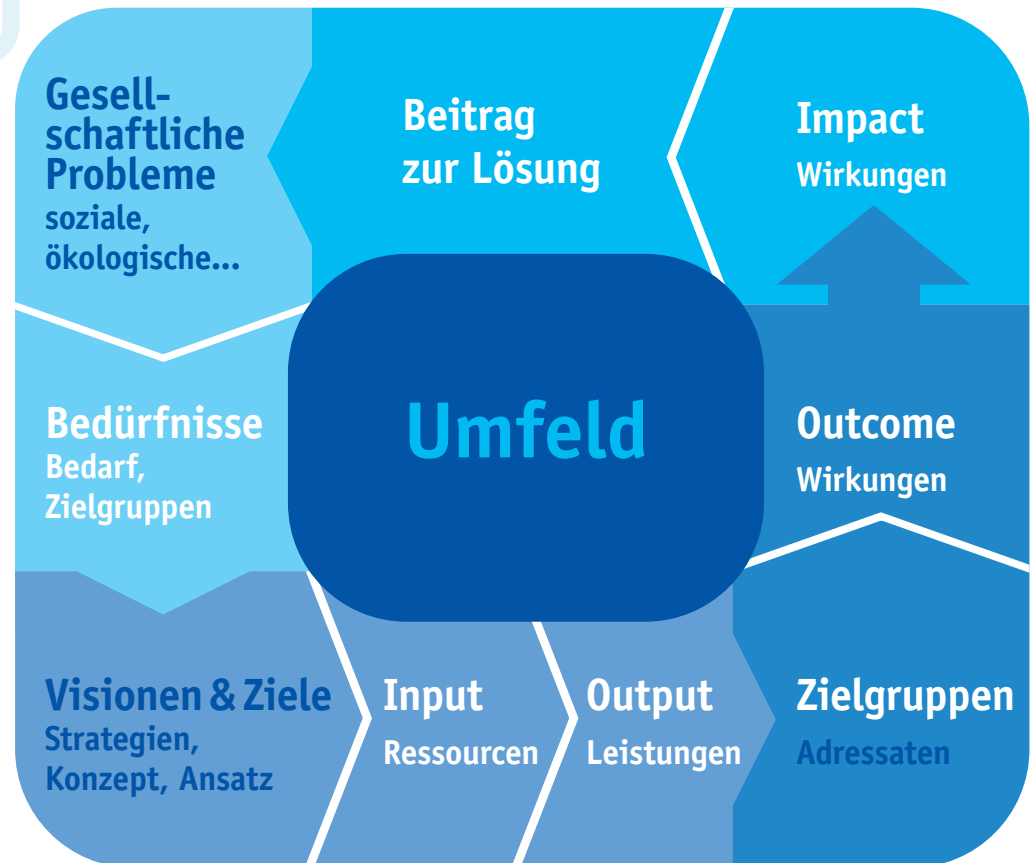 Gesell-
schaftliche
Probleme
soziale,
ökologische...
Beitrag
zur Lösung
Impact
Wirkungen
Bedürfnisse
Bedarf,
Zielgruppen
Umfeld
Outcome
Wirkungen
Visionen & Ziele
Strategien,
Konzept, Ansatz
Input
Ressourcen
Output
Leistungen
Zielgruppen
Adressaten